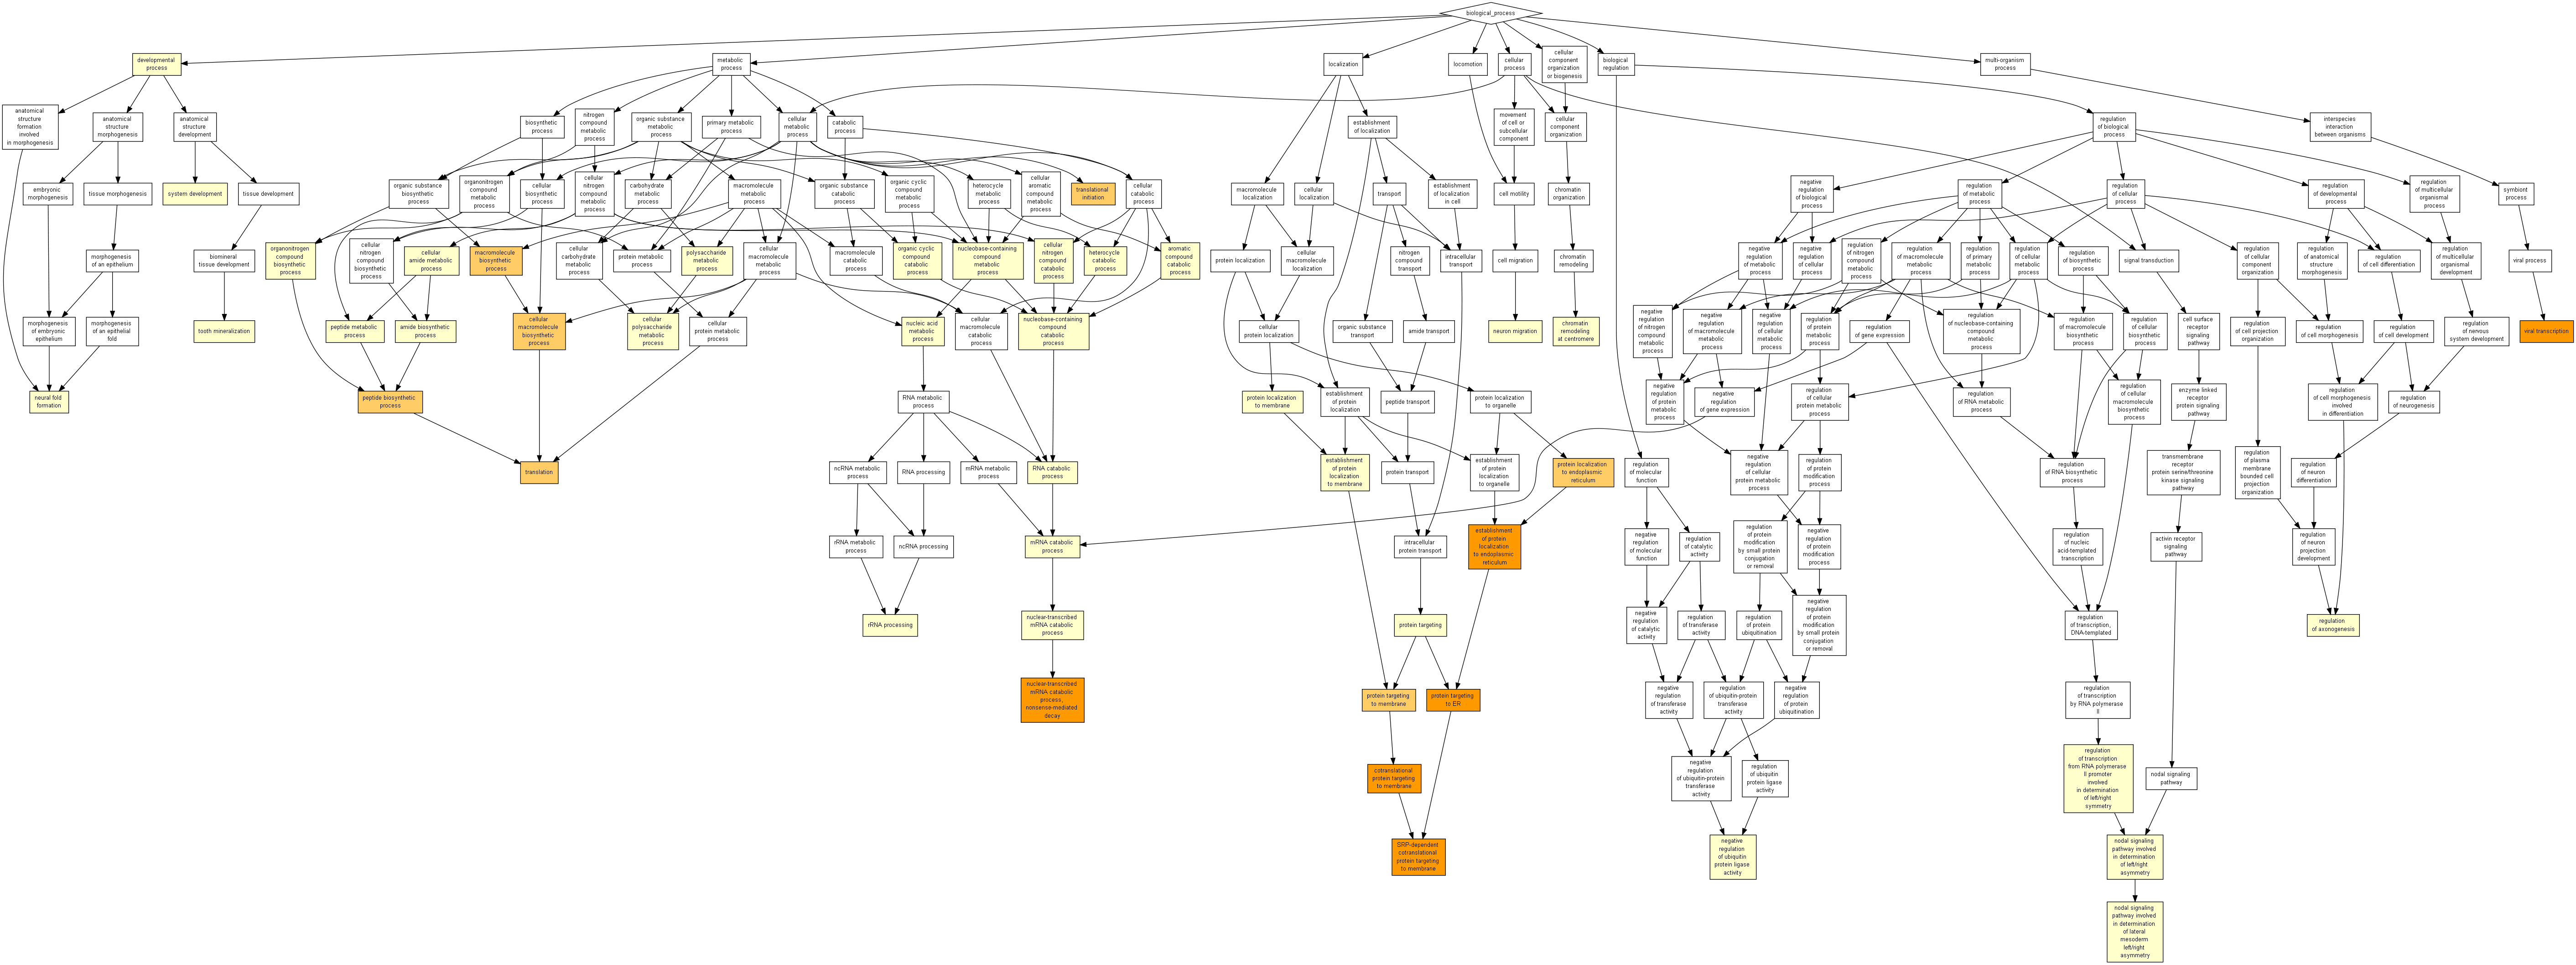 biological_process
developmental
process
metabolic
process
localization
locomotion
cellular
process
cellular
component
organization
or biogenesis
biological
regulation
multi-organism
process
anatomical
structure
formation
involved
in morphogenesis
anatomical
structure
morphogenesis
anatomical
structure
development
biosynthetic
process
nitrogen
compound
metabolic
process
organic substance
metabolic
process
primary metabolic
process
cellular
metabolic
process
catabolic
process
establishment
of localization
movement
of cell or
subcellular
component
cellular
component
organization
regulation
of biological
process
interspecies
interaction
between organisms
embryonic
morphogenesis
tissue morphogenesis
system development
tissue development
organic substance
biosynthetic
process
organonitrogen
compound
metabolic
process
cellular
biosynthetic
process
cellular
nitrogen
compound
metabolic
process
carbohydrate
metabolic
process
macromolecule
metabolic
process
organic substance
catabolic
process
organic cyclic
compound
metabolic
process
heterocycle
metabolic
process
cellular
aromatic
compound
metabolic
process
translational
initiation
cellular
catabolic
process
macromolecule
localization
cellular
localization
transport
establishment
of localization
in cell
cell motility
chromatin
organization
negative
regulation
of biological
process
regulation
of metabolic
process
regulation
of cellular
process
regulation
of developmental
process
regulation
of multicellular
organismal
process
symbiont
process
morphogenesis
of an epithelium
biomineral
tissue development
organonitrogen
compound
biosynthetic
process
cellular
nitrogen
compound
biosynthetic
process
cellular
amide metabolic
process
macromolecule
biosynthetic
process
cellular
carbohydrate
metabolic
process
protein metabolic
process
polysaccharide
metabolic
process
cellular
macromolecule
metabolic
process
macromolecule
catabolic
process
organic cyclic
compound
catabolic
process
nucleobase-containing
compound
metabolic
process
cellular
nitrogen
compound
catabolic
process
heterocycle
catabolic
process
aromatic
compound
catabolic
process
protein localization
cellular
macromolecule
localization
nitrogen
compound
transport
intracellular
transport
cell migration
chromatin
remodeling
negative
regulation
of metabolic
process
negative
regulation
of cellular
process
regulation
of nitrogen
compound
metabolic
process
regulation
of macromolecule
metabolic
process
regulation
of primary
metabolic
process
regulation
of cellular
metabolic
process
regulation
of biosynthetic
process
signal transduction
regulation
of cellular
component
organization
regulation
of anatomical
structure
morphogenesis
regulation
of cell differentiation
regulation
of multicellular
organismal
development
viral process
morphogenesis
of embryonic
epithelium
morphogenesis
of an epithelial
fold
tooth mineralization
peptide metabolic
process
amide biosynthetic
process
cellular
macromolecule
biosynthetic
process
cellular
polysaccharide
metabolic
process
cellular
protein metabolic
process
nucleic acid
metabolic
process
cellular
macromolecule
catabolic
process
nucleobase-containing
compound
catabolic
process
cellular
protein localization
organic substance
transport
amide transport
neuron migration
chromatin
remodeling
at centromere
negative
regulation
of nitrogen
compound
metabolic
process
negative
regulation
of macromolecule
metabolic
process
negative
regulation
of cellular
metabolic
process
regulation
of protein
metabolic
process
regulation
of gene expression
regulation
of nucleobase-containing
compound
metabolic
process
regulation
of macromolecule
biosynthetic
process
regulation
of cellular
biosynthetic
process
cell surface
receptor
signaling
pathway
regulation
of cell projection
organization
regulation
of cell morphogenesis
regulation
of cell development
regulation
of nervous
system development
viral transcription
neural fold
formation
peptide biosynthetic
process
RNA metabolic
process
protein localization
to membrane
establishment
of protein
localization
peptide transport
protein localization
to organelle
negative
regulation
of protein
metabolic
process
negative
regulation
of gene expression
regulation
of cellular
protein metabolic
process
regulation
of RNA metabolic
process
regulation
of cellular
macromolecule
biosynthetic
process
enzyme linked
receptor
protein signaling
pathway
regulation
of cell morphogenesis
involved
in differentiation
regulation
of neurogenesis
translation
ncRNA metabolic
process
RNA processing
mRNA metabolic
process
RNA catabolic
process
establishment
of protein
localization
to membrane
protein transport
establishment
of protein
localization
to organelle
protein localization
to endoplasmic
reticulum
regulation
of molecular
function
negative
regulation
of cellular
protein metabolic
process
regulation
of protein
modification
process
regulation
of RNA biosynthetic
process
transmembrane
receptor
protein serine/threonine
kinase signaling
pathway
regulation
of plasma
membrane
bounded cell
projection
organization
regulation
of neuron
differentiation
rRNA metabolic
process
ncRNA processing
mRNA catabolic
process
intracellular
protein transport
establishment
of protein
localization
to endoplasmic
reticulum
negative
regulation
of molecular
function
regulation
of catalytic
activity
regulation
of protein
modification
by small protein
conjugation
or removal
negative
regulation
of protein
modification
process
regulation
of nucleic
acid-templated
transcription
activin receptor
signaling
pathway
regulation
of neuron
projection
development
rRNA processing
nuclear-transcribed
mRNA catabolic
process
protein targeting
negative
regulation
of catalytic
activity
regulation
of transferase
activity
regulation
of protein
ubiquitination
negative
regulation
of protein
modification
by small protein
conjugation
or removal
regulation
of transcription,
DNA-templated
regulation
of axonogenesis
nuclear-transcribed
mRNA catabolic
process,
nonsense-mediated
decay
protein targeting
to membrane
protein targeting
to ER
negative
regulation
of transferase
activity
regulation
of ubiquitin-protein
transferase
activity
negative
regulation
of protein
ubiquitination
regulation
of transcription
by RNA polymerase
II
cotranslational
protein targeting
to membrane
negative
regulation
of ubiquitin-protein
transferase
activity
regulation
of ubiquitin
protein ligase
activity
regulation
of transcription
from RNA polymerase
II promoter
involved
in determination
of left/right
symmetry
nodal signaling
pathway
SRP-dependent
cotranslational
protein targeting
to membrane
negative
regulation
of ubiquitin
protein ligase
activity
nodal signaling
pathway involved
in determination
of left/right
asymmetry
nodal signaling
pathway involved
in determination
of lateral
mesoderm
left/right
asymmetry